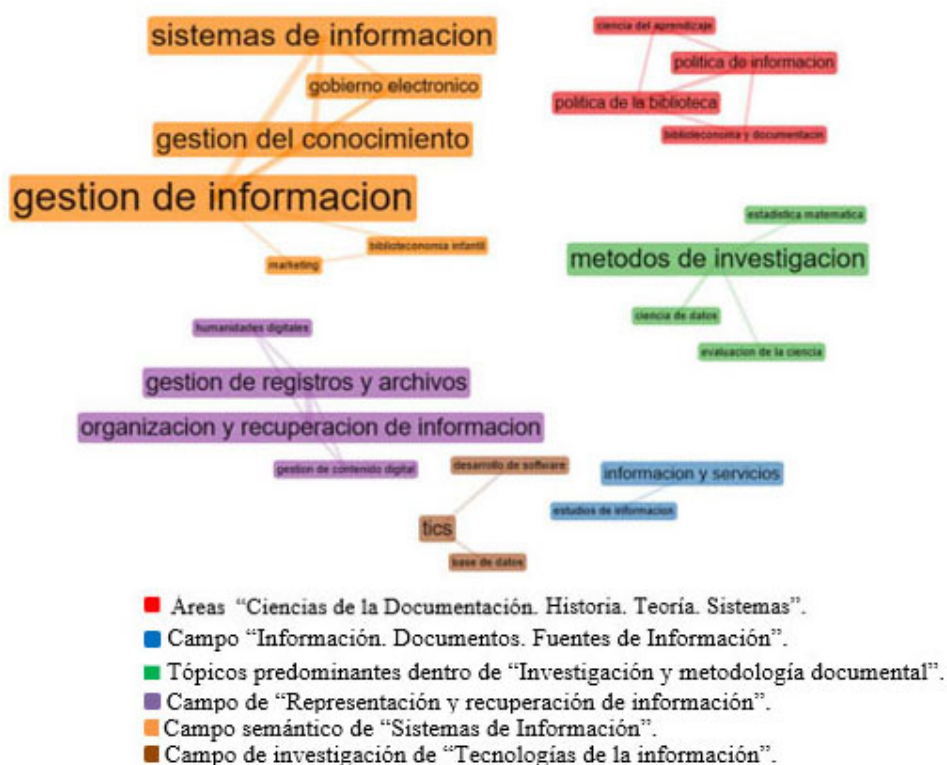 sistemas de informacion
gobierno electronico
gestion del conocimiento
gestion de informacion
biblioteconomia infantil
marketing
ciencia del aprendizaje
politica de informacion
politica de la biblioteca
biblioteconoma y documentacin
estadistica matematica
metodos de investigacion
ciencia de datos
evaluacion de la ciencia
humanidades digitales
gestion de registros y archivos
organizacion y recuperacion de informacion
gestion de contenido digital
desarrollo de software
tics
base de datos
informacion y servicios
estudios de informacion
Áreas “Ciencias de la Documentación. Historia. Teoría. Sistemas”.
Campo “Información. Documentos. Fuentes de Información”.
Tópicos predominantes dentro de “Investigación y metodología documental”.
Campo de “Representación y recuperación de información”.
Campo semántico de “Sistemas de Información”.
Campo de investigación de “Tecnologías de la información”.